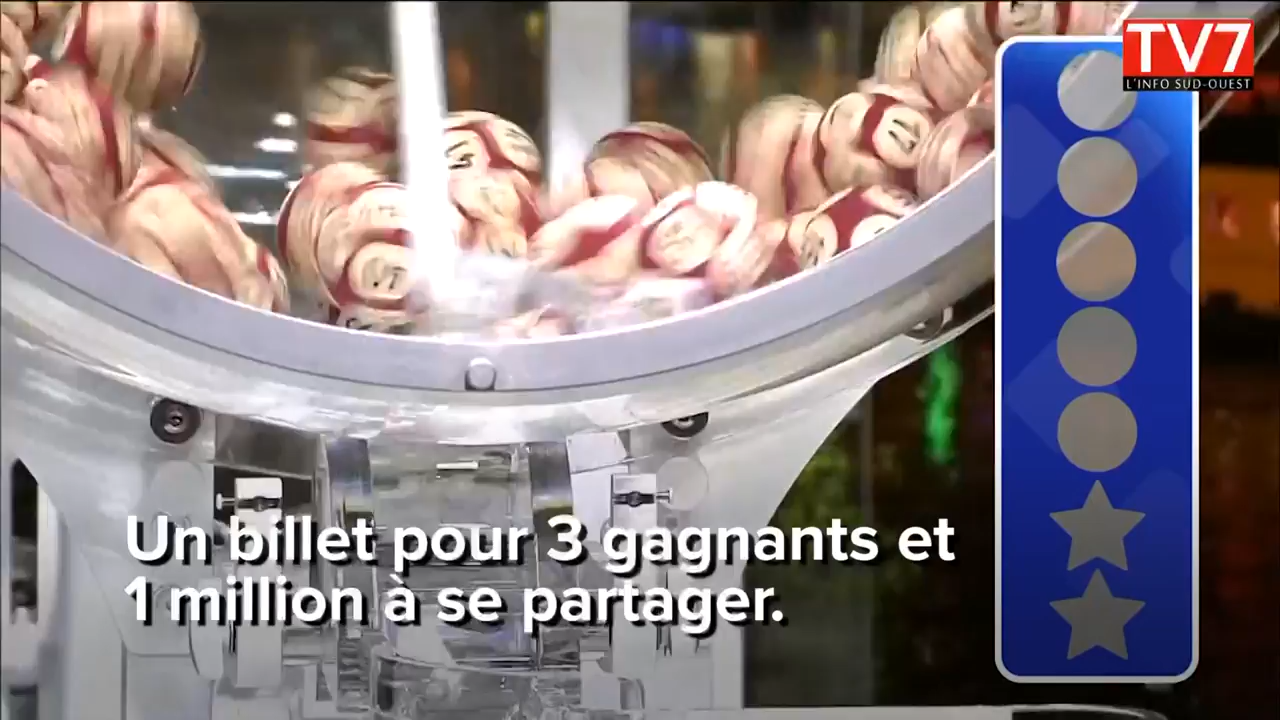 TV7
L'INFO SUD-OUEST
Un billet pour 3 gagnants et
1 million à se partager.